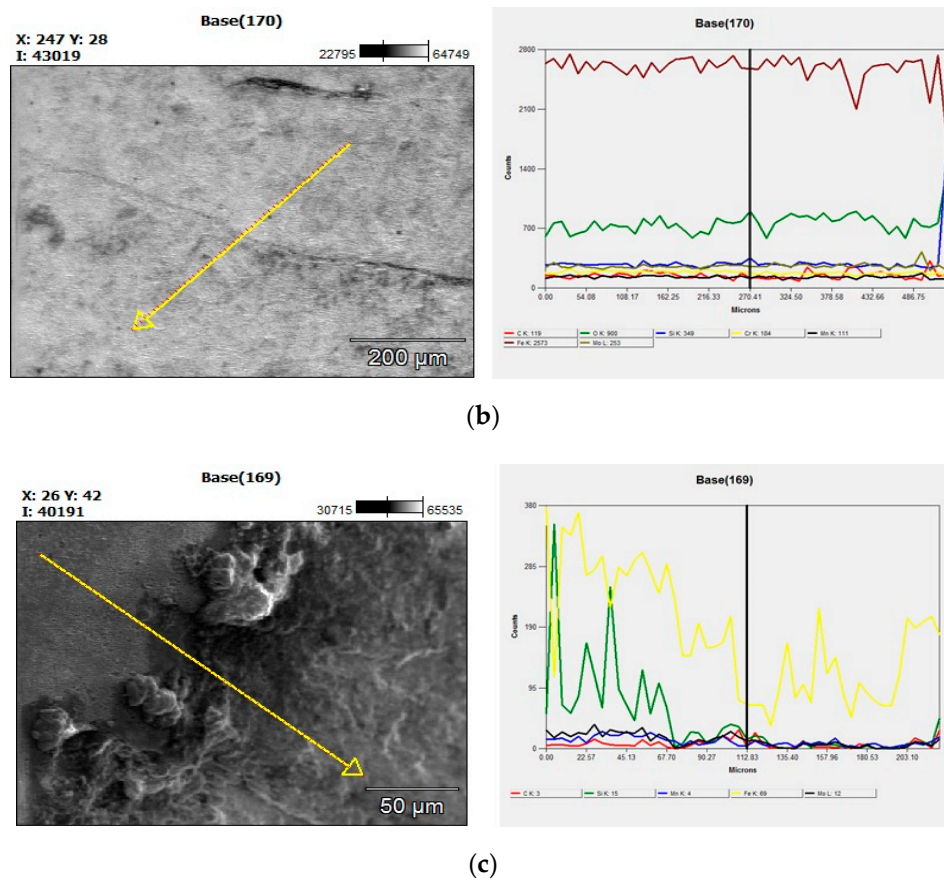 Base(170)
X: 247 Y: 28
I: 43019
22795 64749
200 µm
Base(170)
2800
2100
1400
700
0
Counts
0.00 54.08 108.17 162.25 216.33 270.41 324.50 378.58 432.66 486.75
Microns
C K: 119 O K: 900 Si K: 349 Cr K: 184 Mn K: 111
Fe K: 2573 Mo L: 253
(b)
Base(169)
X: 26 Y: 42
I: 40191
30715 65535
50 µm
Base(169)
380
285
190
95
0
Counts
0.00 22.57 45.13 67.70 90.27 112.83 135.40 157.96 180.53 203.10
Microns
C K: 3 Si K: 15 Mn K: 4 Fe K: 69 Mo L: 12
(c)